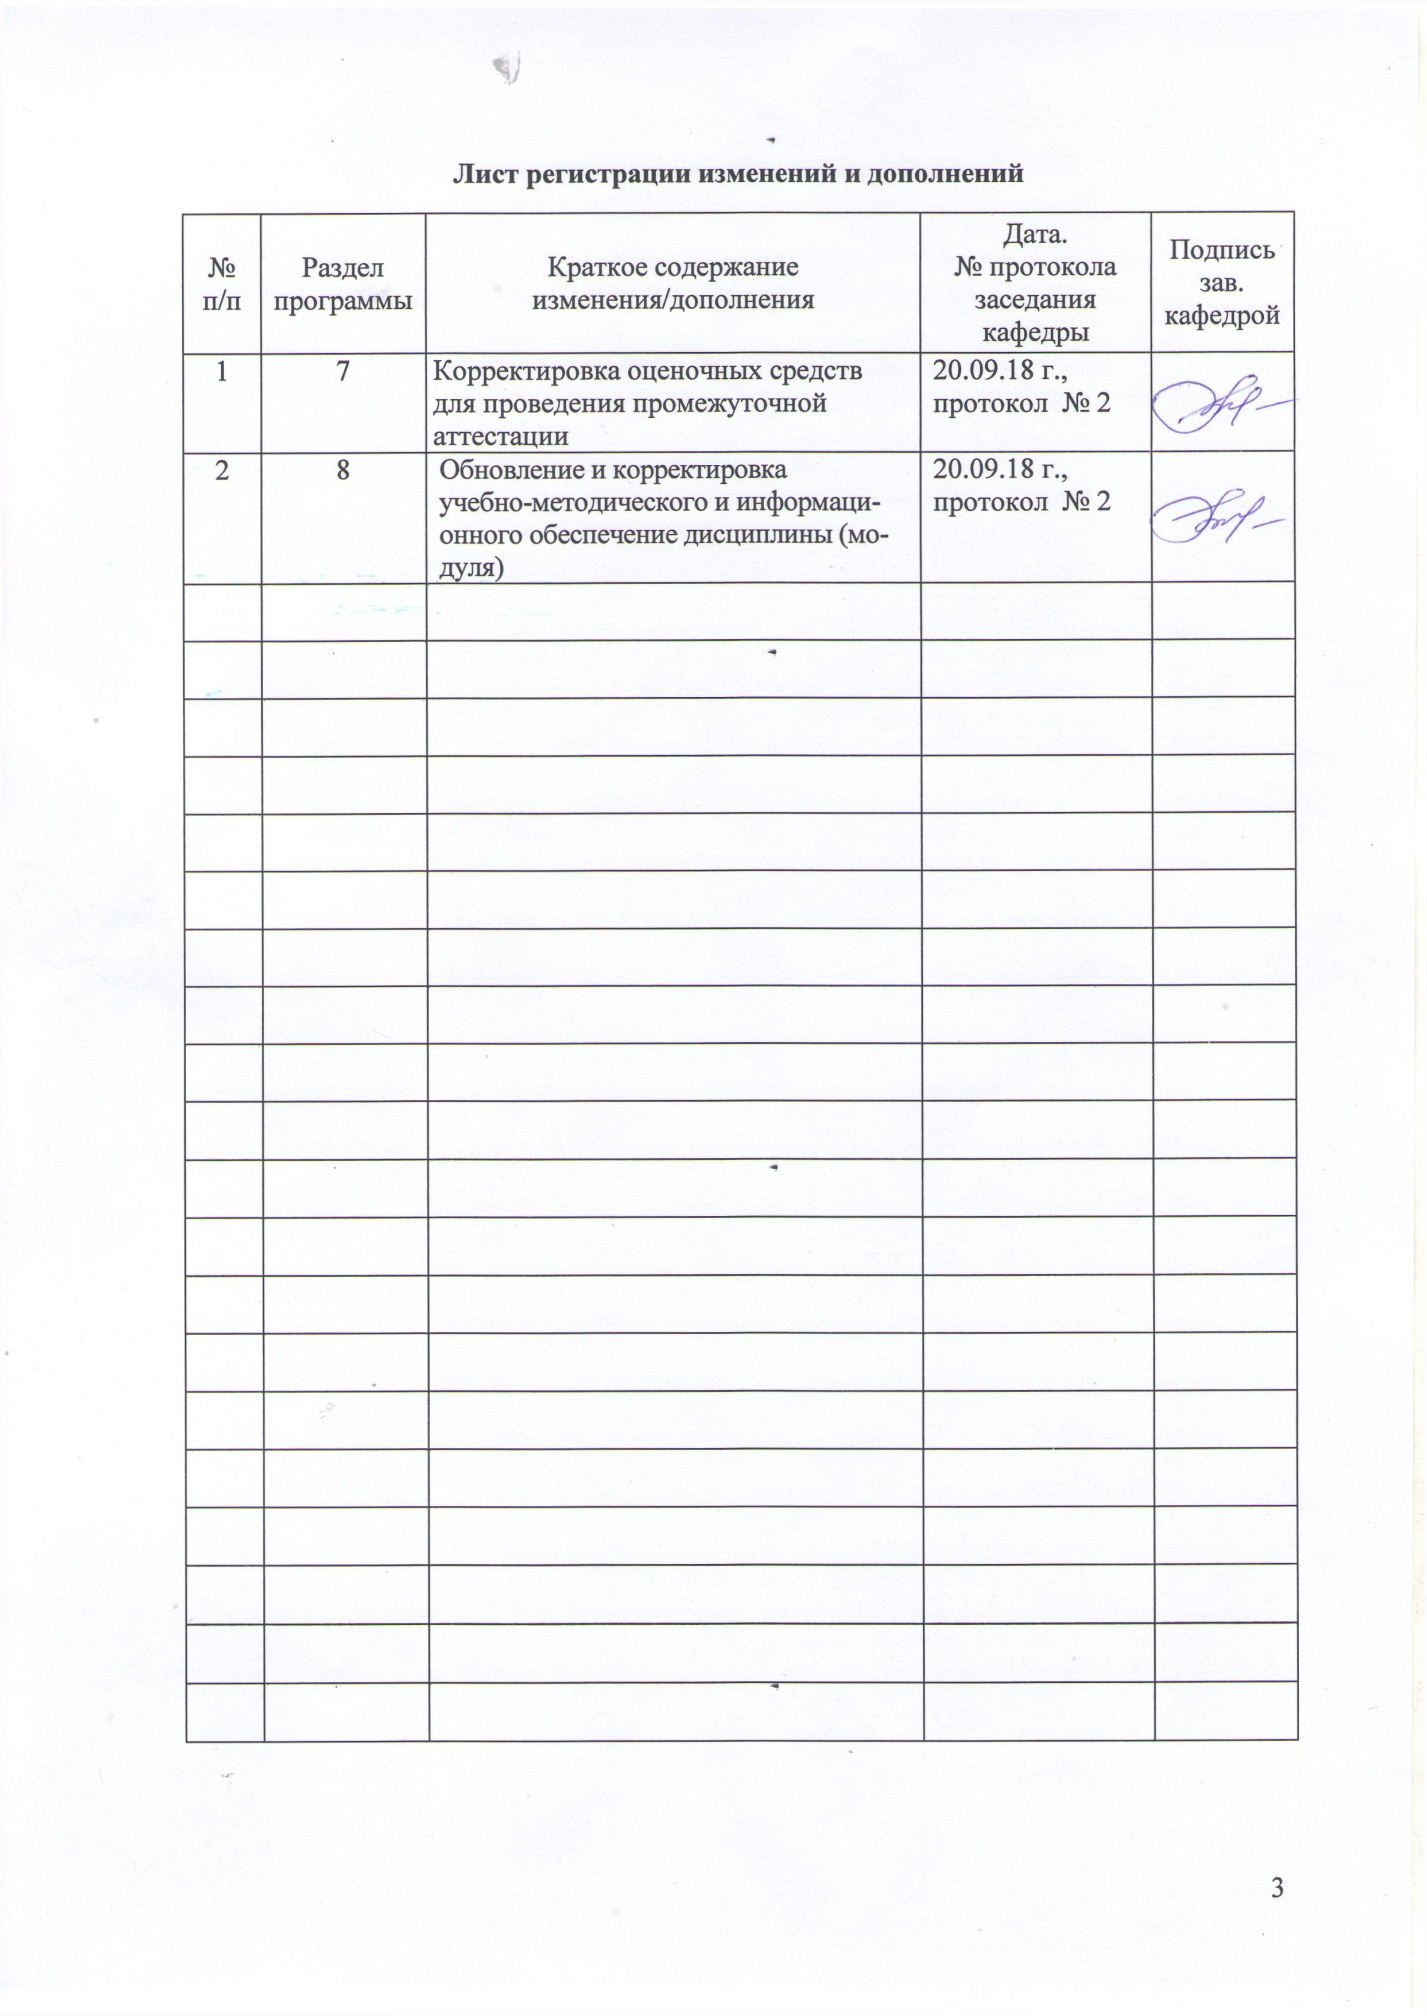 Лист регистрации изменений и дополнений
№
п/п
Раздел
программы
Краткое содержание
изменения/дополнения
Дата.
№ протокола
заседания
кафедры
Подпись
зав.
кафедрой
1
7
Корректировка оценочных средств
для проведения промежуточной
аттестации
20.09.18 г.,
протокол № 2
2
8
Обновление и корректировка
учебно-методического и информаци-
онного обеспечение дисциплины (мо-
дуля)
20.09.18 г.,
протокол № 2
3